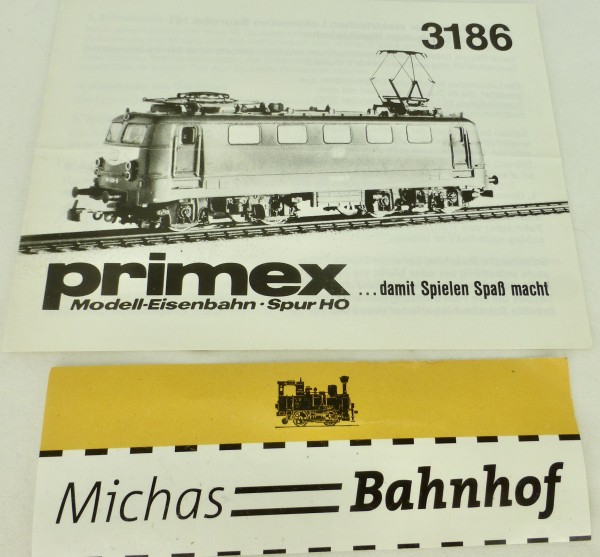 3186
primex
Modell-Eisenbahn · Spur HO
...damit Spielen Spaß macht
Michas Bahnhof